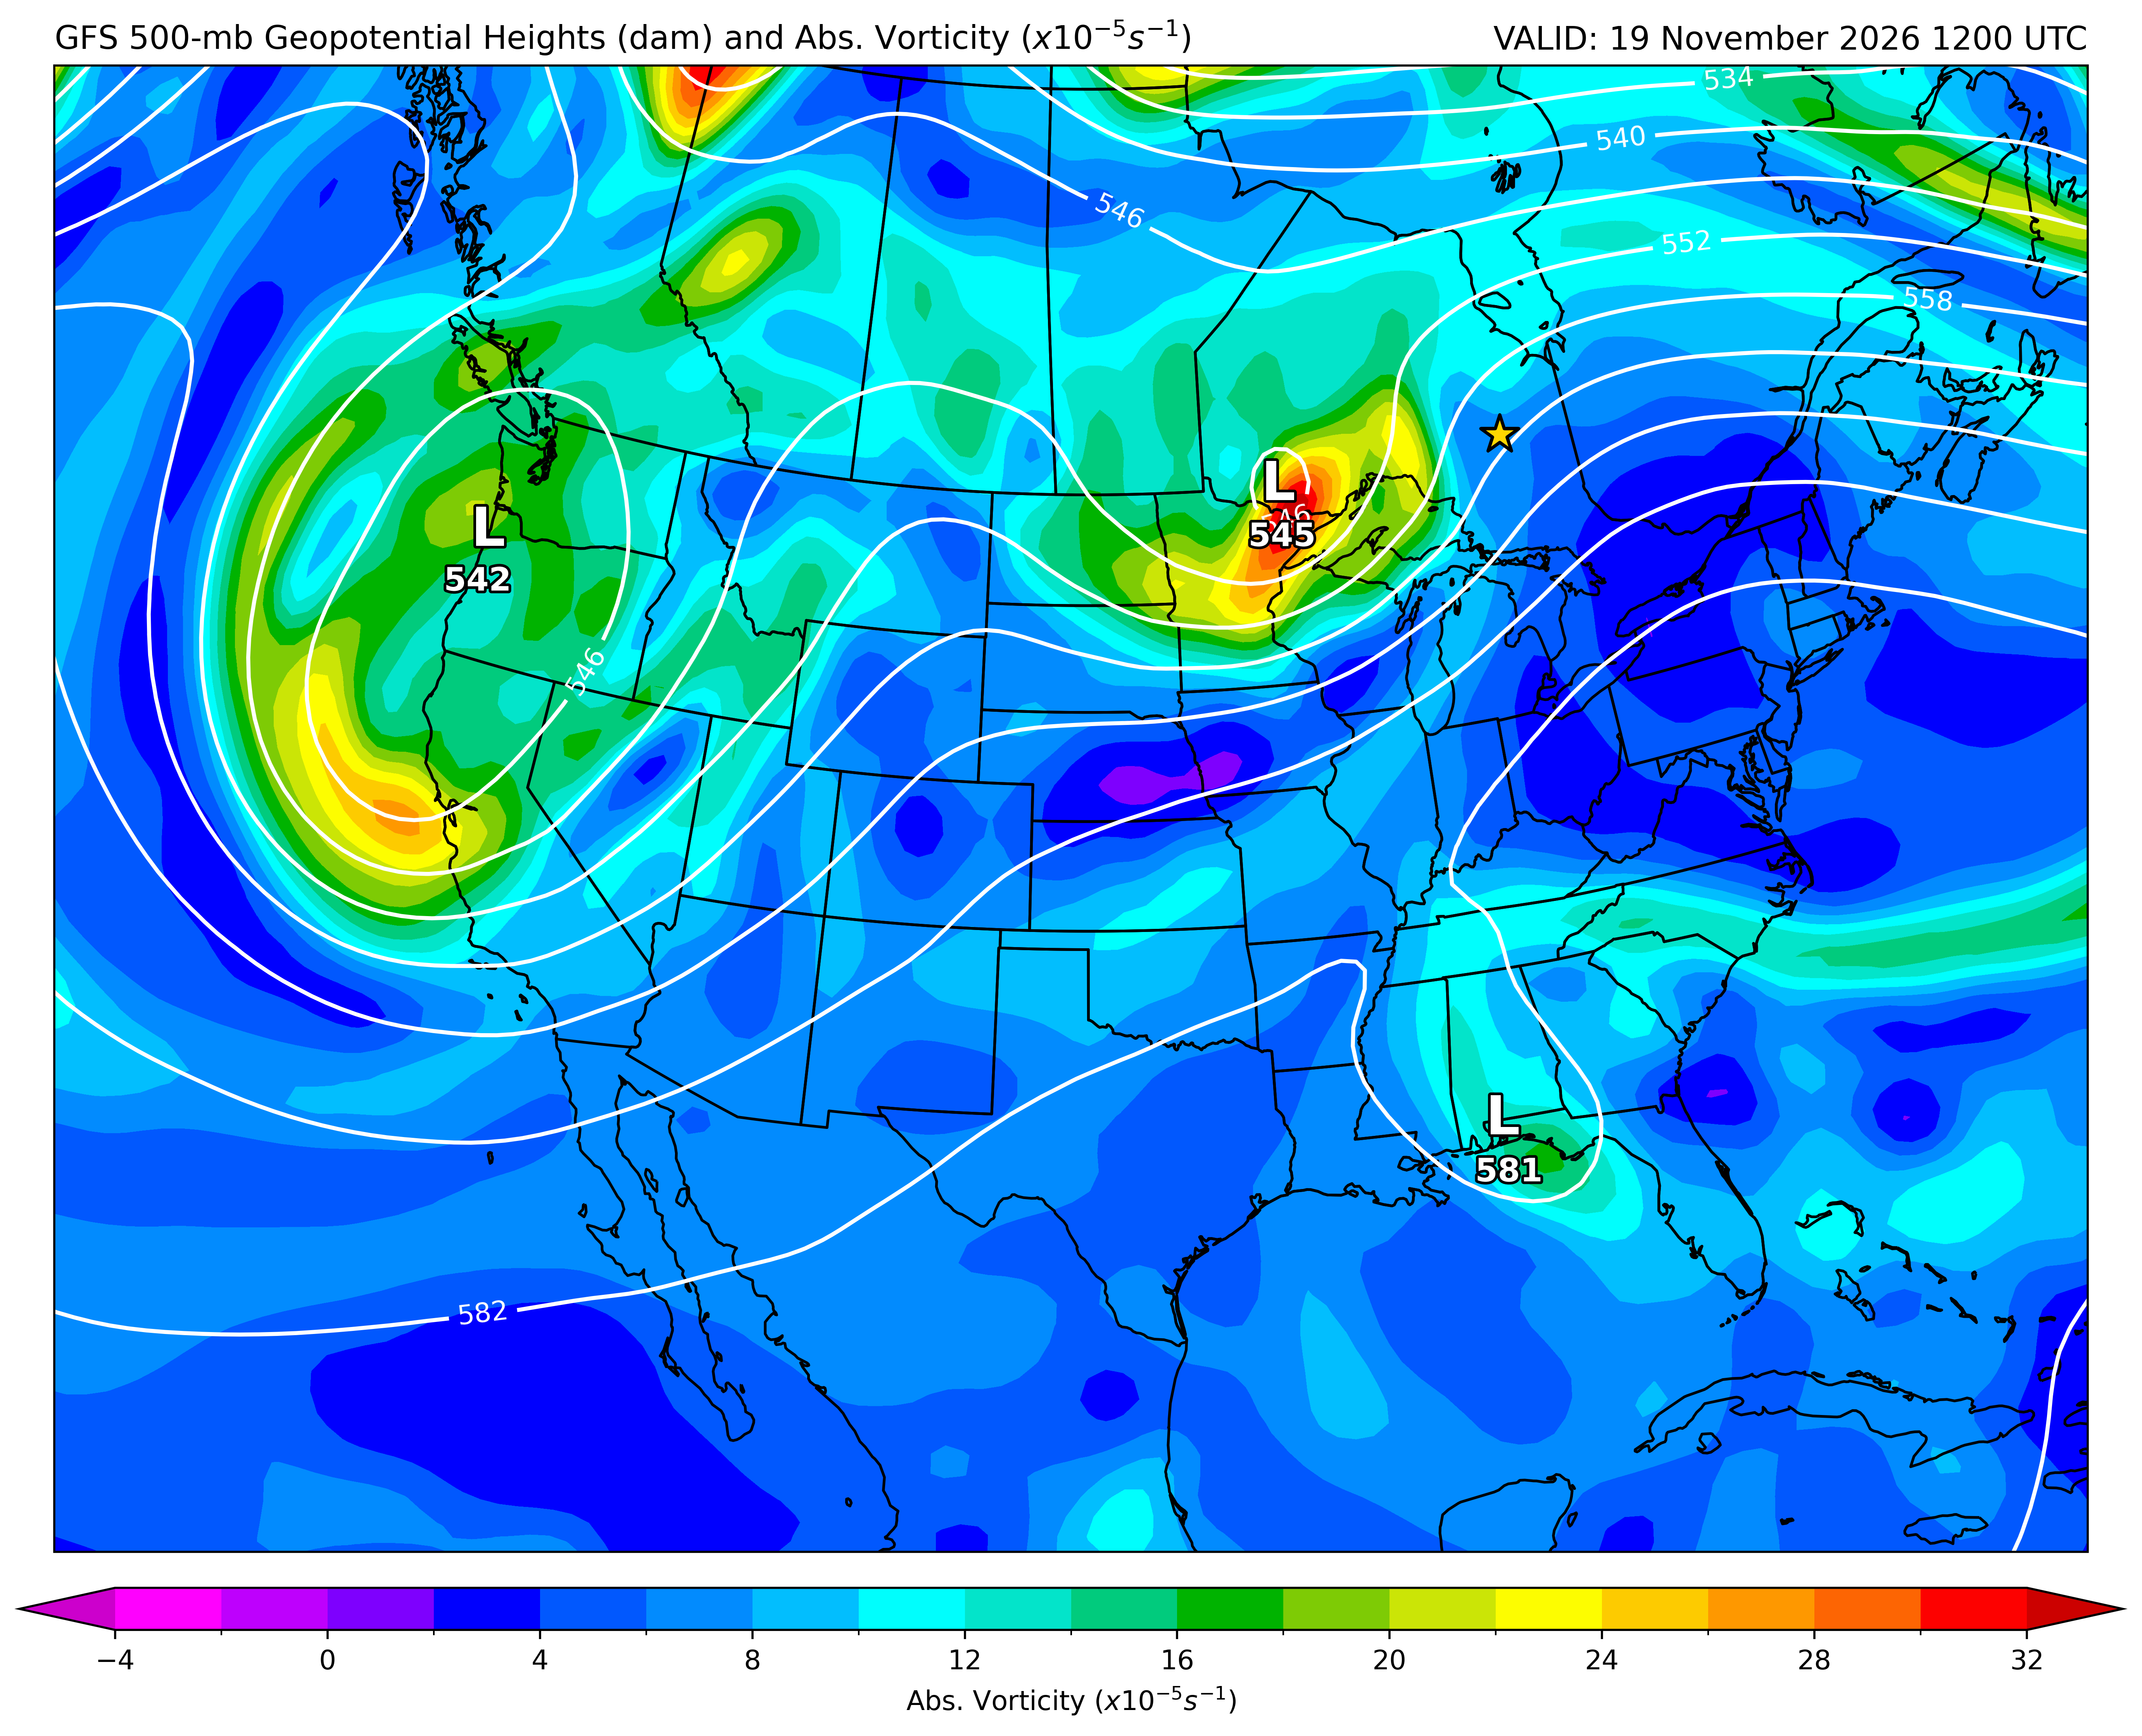 GFS 500-mb Geopotential Heights (dam) and Abs. Vorticity (x10⁻⁵s⁻¹) VALID: 19 November 2026 1200 UTC
534
540
546
552
558
L
546
545
L
542
546
L
581
582
−4 0 4 8 12 16 20 24 28 32
Abs. Vorticity (x10⁻⁵s⁻¹)